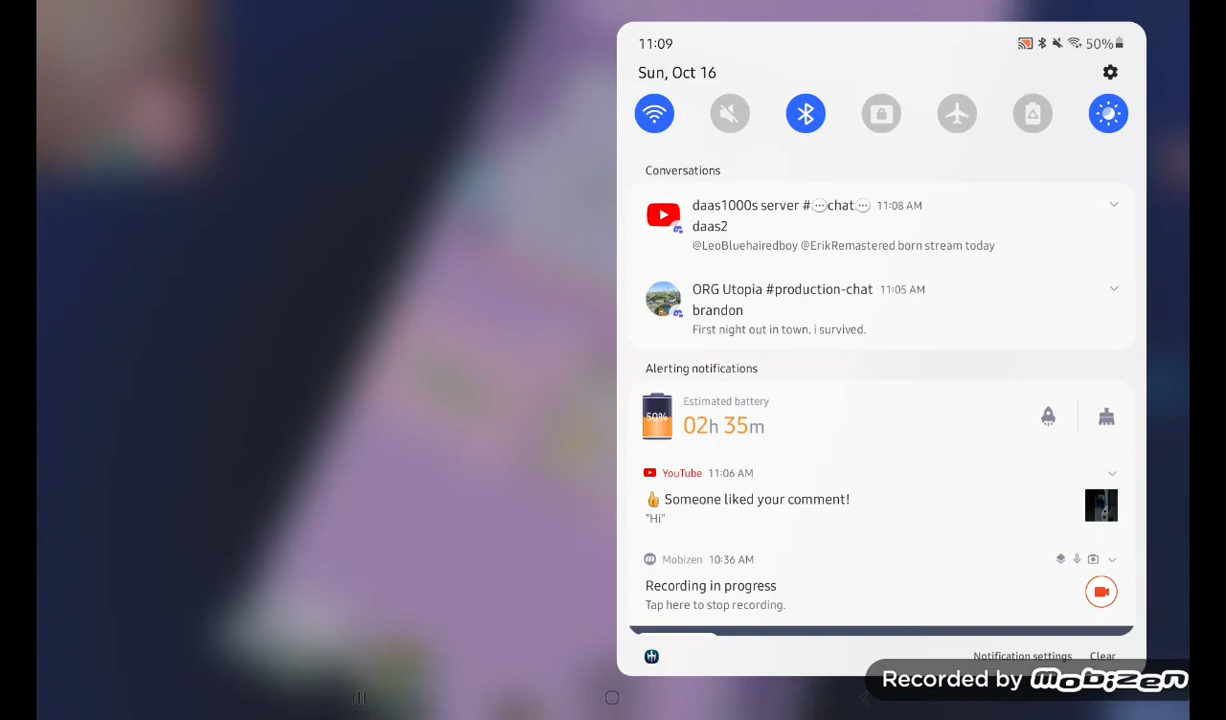 11:09
50%
Sun, Oct 16
Conversations
daas1000s server #💬chat💬 11:08 AM
daas2
@LeoBluehairedboy @ErikRemastered born stream today
ORG Utopia #production-chat 11:05 AM
brandon
First night out in town. i survived.
Alerting notifications
50%
Estimated battery
02h 35m
YouTube 11:06 AM
👍 Someone liked your comment!
"Hi"
Mobizen 10:36 AM
Recording in progress
Tap here to stop recording.
Notification settings
Clear
Recorded by mobizen